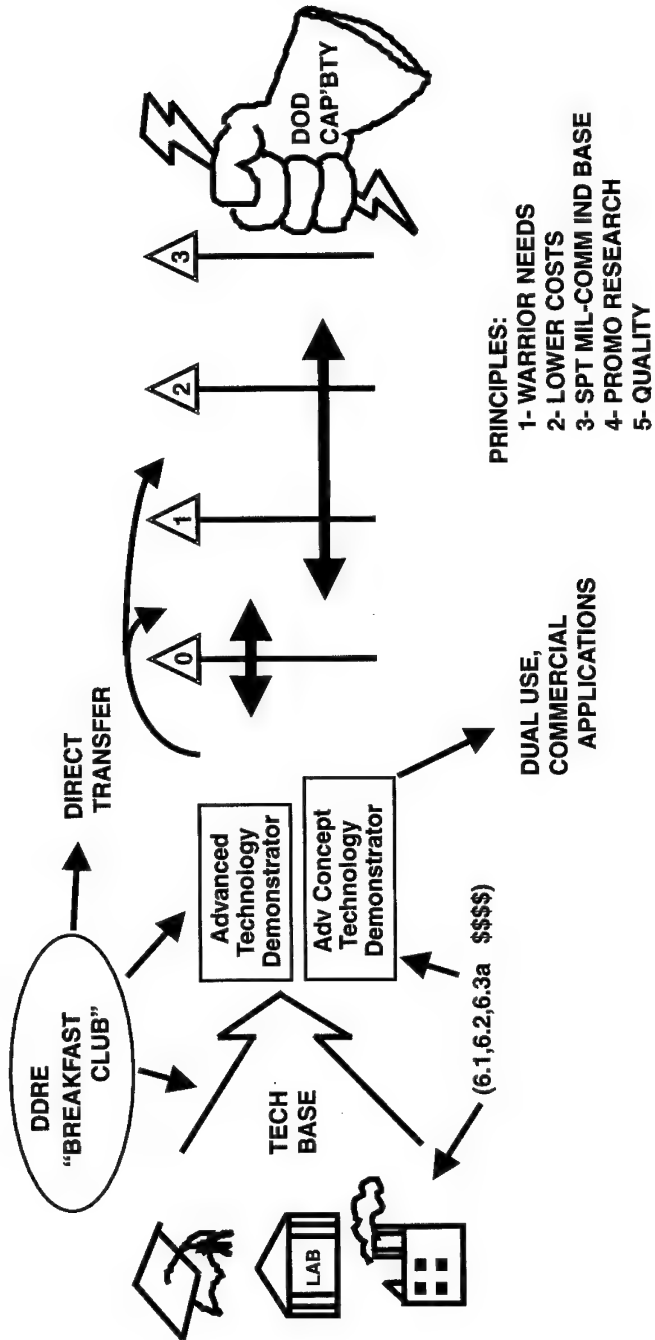 DDRE
“BREAKFAST
CLUB”
DIRECT
TRANSFER
LAB
TECH
BASE
Advanced
Technology
Demonstrator
Adv Concept
Technology
Demonstrator
(6.1,6.2,6.3a $$$$)
DUAL USE,
COMMERCIAL
APPLICATIONS
0
1
2
3
DOD
CAP'BTY
PRINCIPLES:
1- WARRIOR NEEDS
2- LOWER COSTS
3- SPT MIL-COMM IND BASE
4- PROMO RESEARCH
5- QUALITY